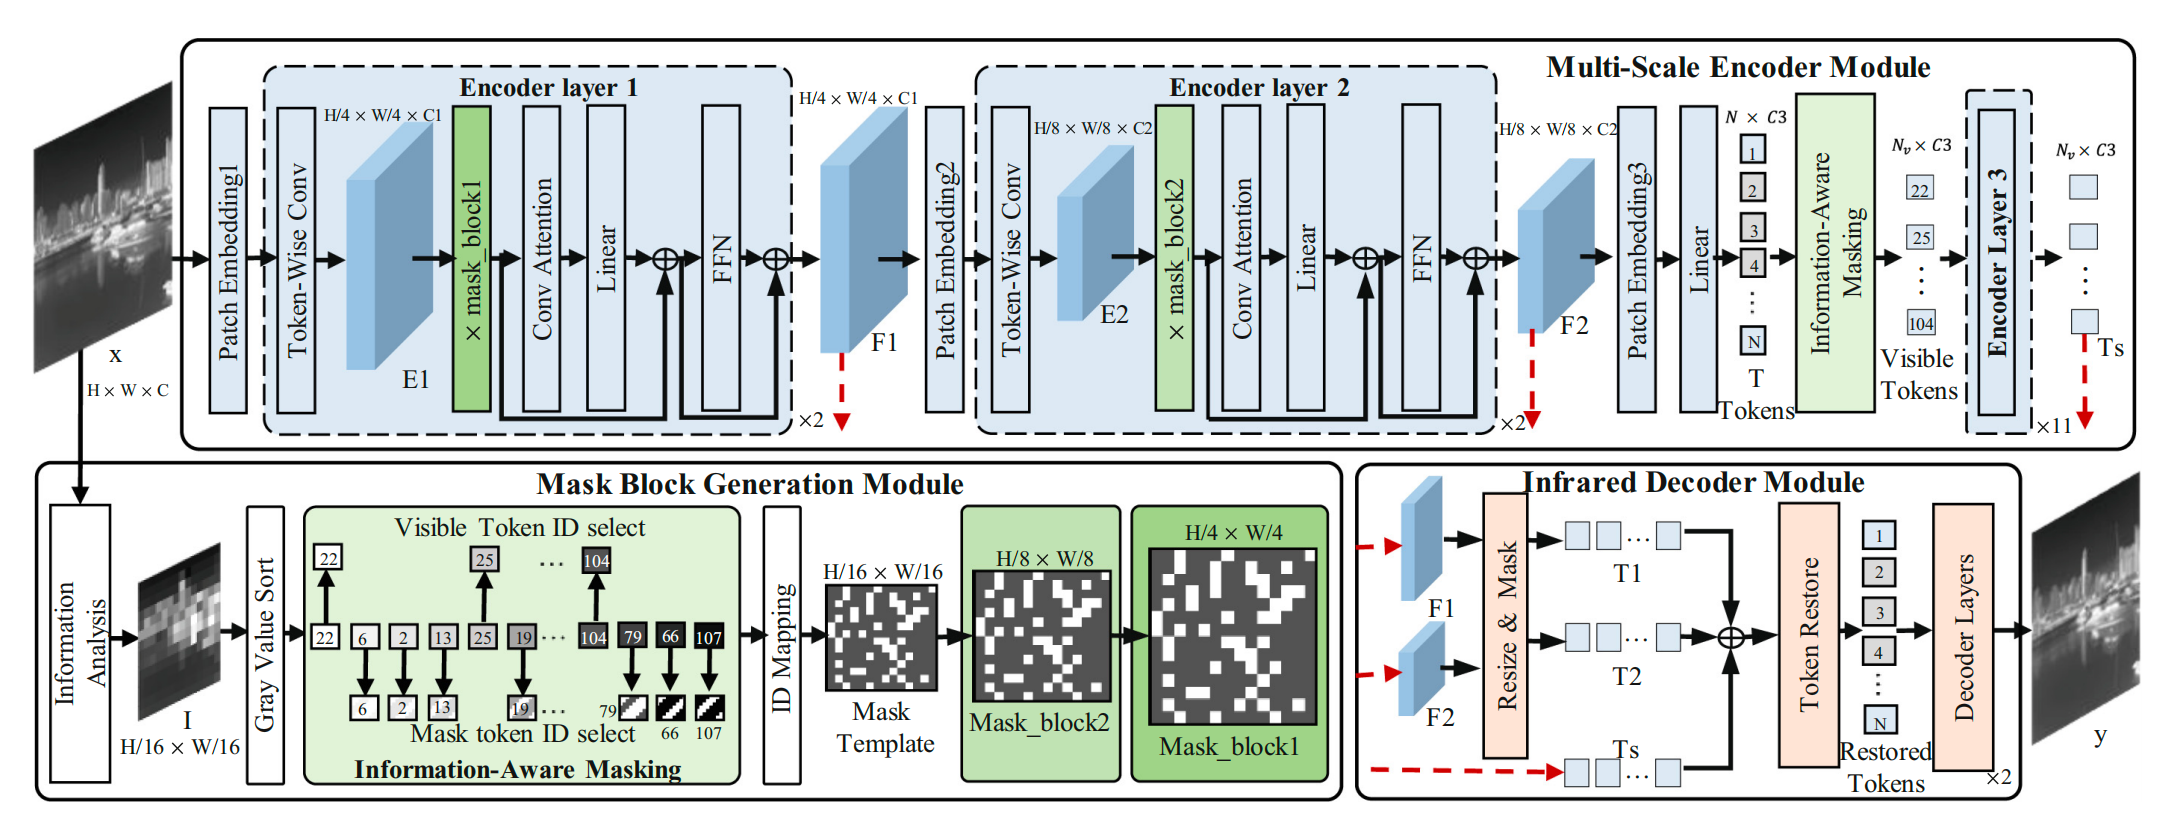 Multi-Scale Encoder Module
x
H × W × C
Patch Embedding1
Encoder layer 1
Token-Wise Conv
H/4 × W/4 × C1
E1
× mask_block1
Conv Attention
Linear
FFN
×2
H/4 × W/4 × C1
F1
Patch Embedding2
Encoder layer 2
Token-Wise Conv
H/8 × W/8 × C2
E2
× mask_block2
Conv Attention
Linear
FFN
×2
H/8 × W/8 × C2
F2
Patch Embedding3
Linear
N × C3
1
2
3
4
N
T
Tokens
Information-Aware
Masking
Nᵥ × C3
22
25
104
Visible
Tokens
Encoder Layer 3
×11
Nᵥ × C3
Ts
Mask Block Generation Module
Information
Analysis
I
H/16 × W/16
Gray Value Sort
Visible Token ID select
22
25
...
104
22
6
2
13
25
19
...
104
79
66
107
6
2
13
19
...
79
66
107
Mask token ID select
Information-Aware Masking
ID Mapping
H/16 × W/16
Mask
Template
H/8 × W/8
Mask_block2
H/4 × W/4
Mask_block1
Infrared Decoder Module
F1
F2
Resize & Mask
...
T1
...
T2
Ts
...
Token Restore
1
2
3
4
N
Restored
Tokens
Decoder Layers
×2
y